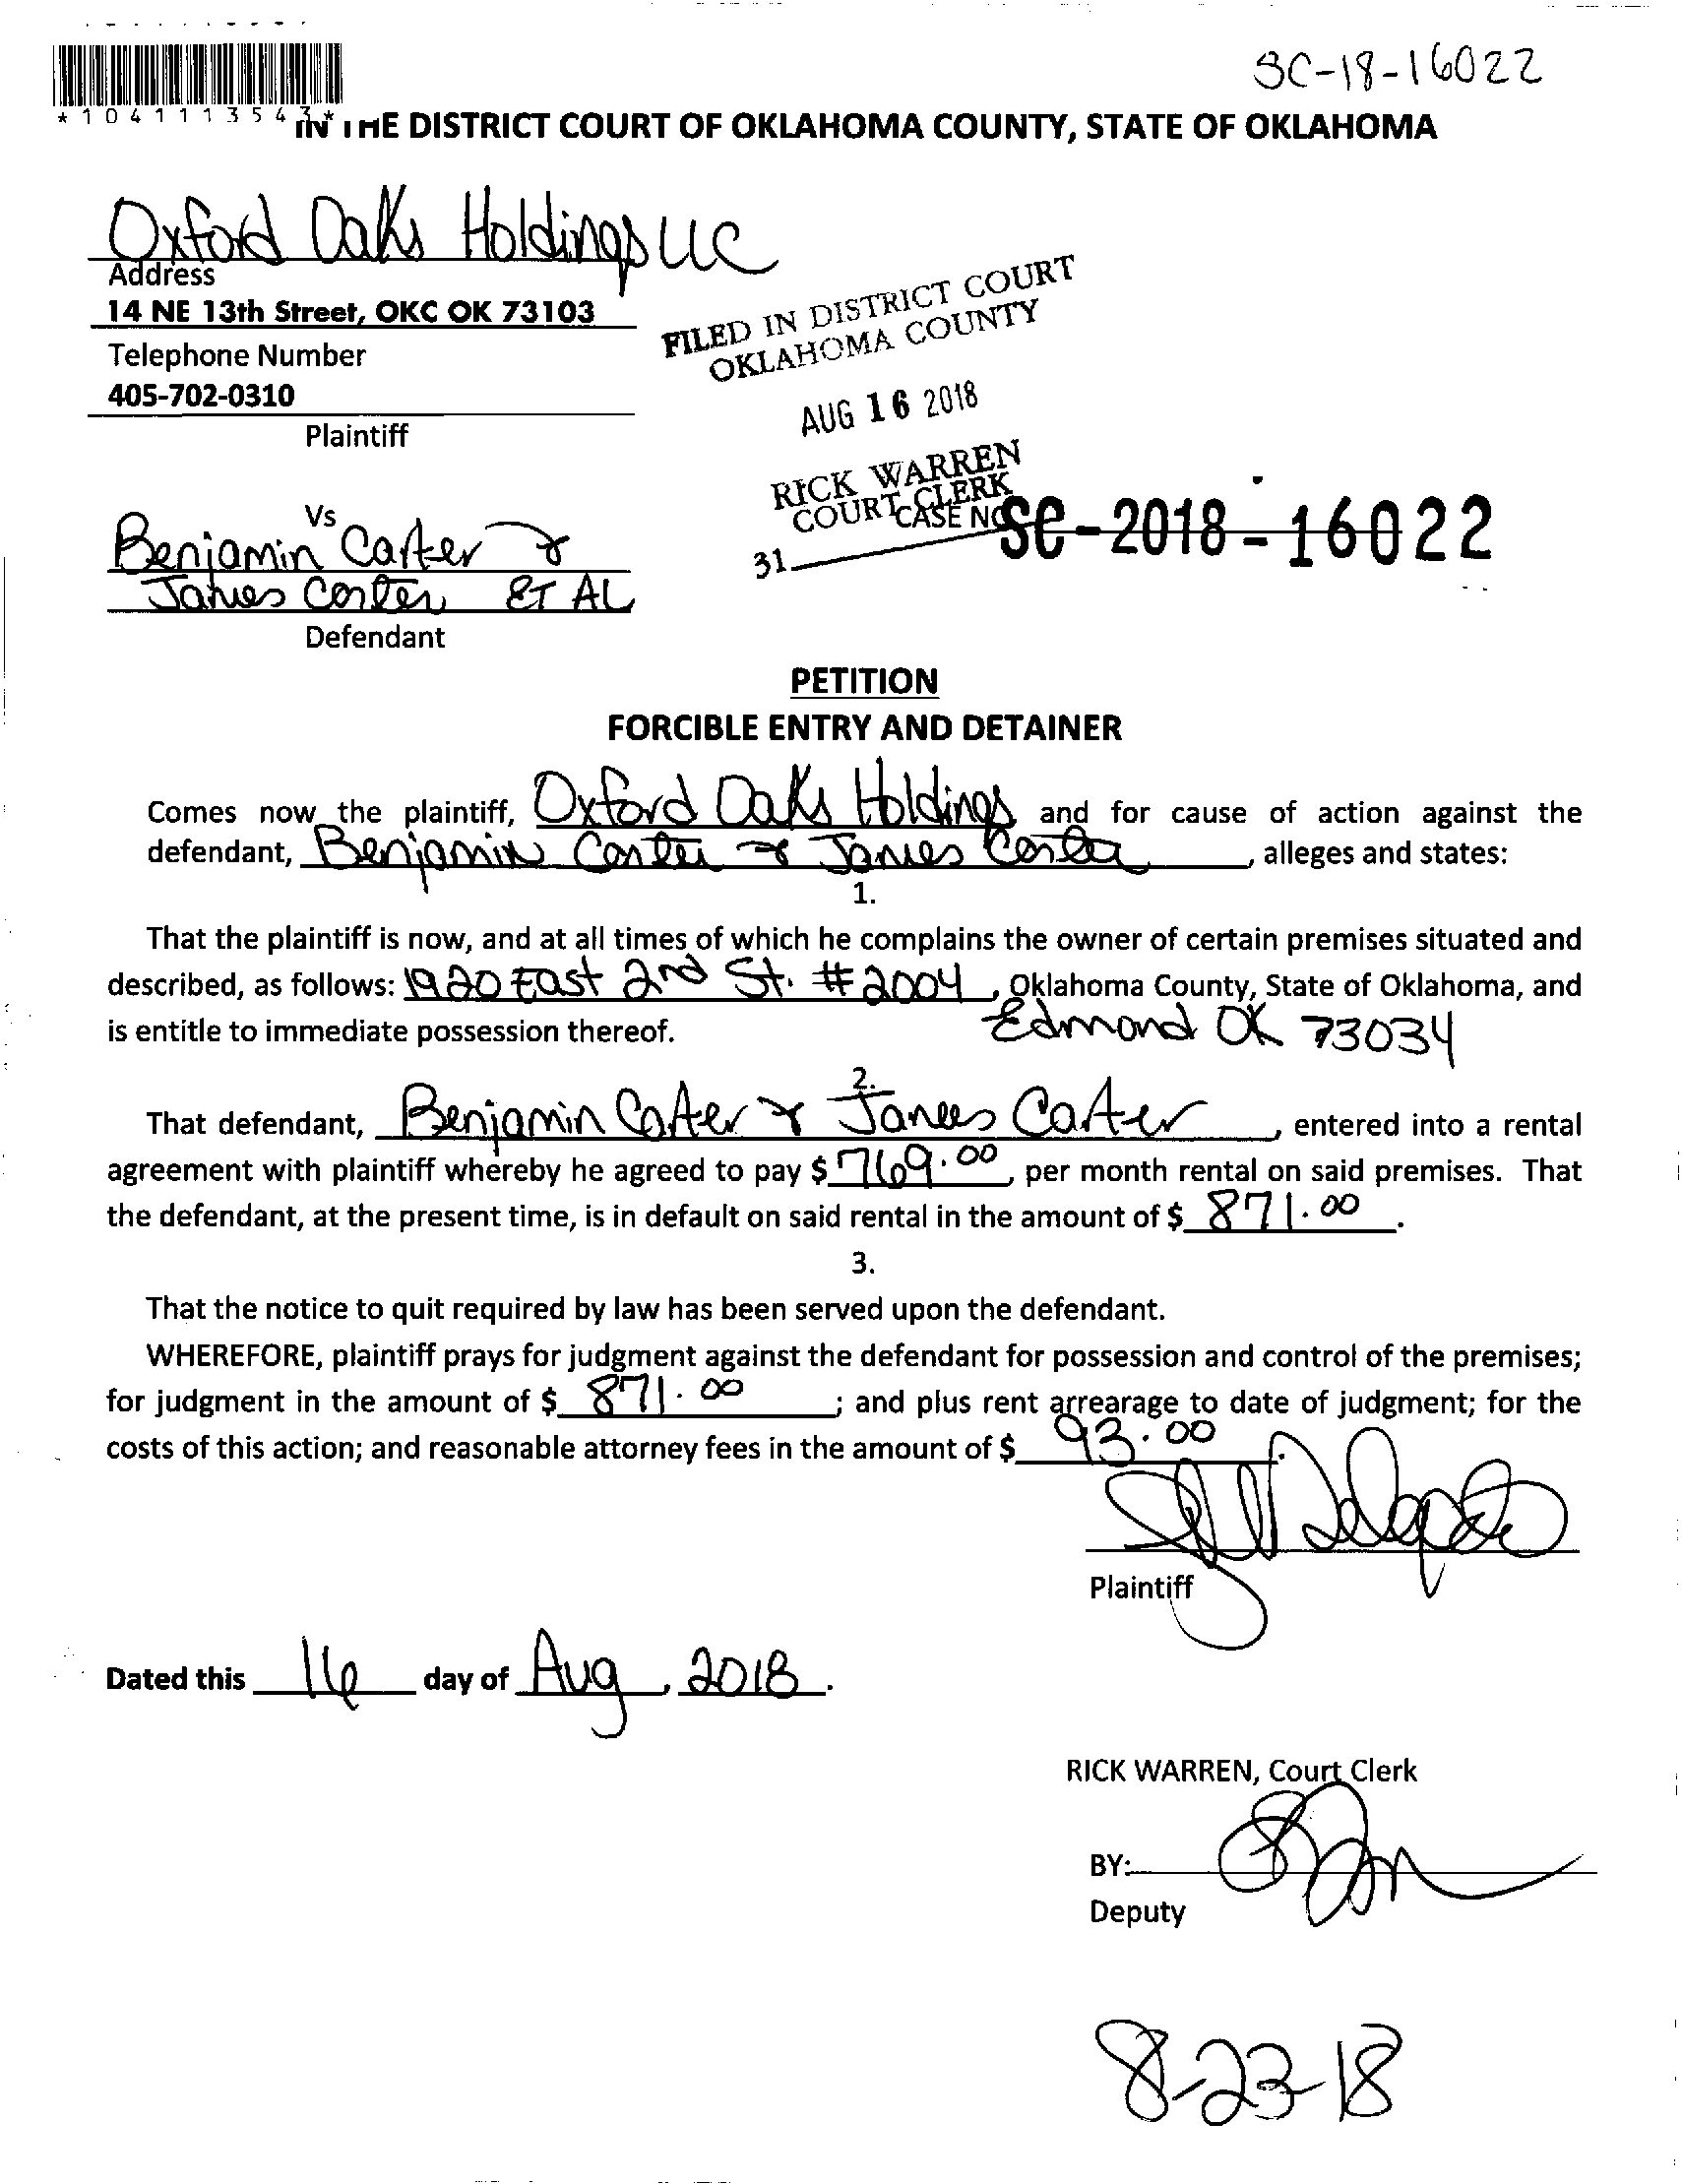 SC-18-16022
*1041113543*
IN THE DISTRICT COURT OF OKLAHOMA COUNTY, STATE OF OKLAHOMA
Oxford Oaks Holdings LLC
Address
14 NE 13th Street, OKC OK 73103
Telephone Number
405-702-0310
Plaintiff
FILED IN DISTRICT COURT
OKLAHOMA COUNTY
AUG 16 2018
RICK WARREN
COURT CLERK
31
CASE NO
SC-2018-16022
Vs
Benjamin Carter &
James Carter ET AL
Defendant
PETITION
FORCIBLE ENTRY AND DETAINER
Comes now the plaintiff, Oxford Oaks Holdings and for cause of action against the
defendant, Benjamin Carter & James Carter, alleges and states:
1.
That the plaintiff is now, and at all times of which he complains the owner of certain premises situated and
described, as follows: 1920 East 2nd St. #2004, Oklahoma County, State of Oklahoma, and
is entitle to immediate possession thereof. Edmond OK 73034
2.
That defendant, Benjamin Carter & James Carter, entered into a rental
agreement with plaintiff whereby he agreed to pay $ 769.00, per month rental on said premises. That
the defendant, at the present time, is in default on said rental in the amount of $ 871.00.
3.
That the notice to quit required by law has been served upon the defendant.
WHEREFORE, plaintiff prays for judgment against the defendant for possession and control of the premises;
for judgment in the amount of $ 871.00; and plus rent arrearage to date of judgment; for the
costs of this action; and reasonable attorney fees in the amount of $ 93.00.
Plaintiff
Dated this 16 day of Aug, 2018.
RICK WARREN, Court Clerk
BY:
Deputy
8-23-18